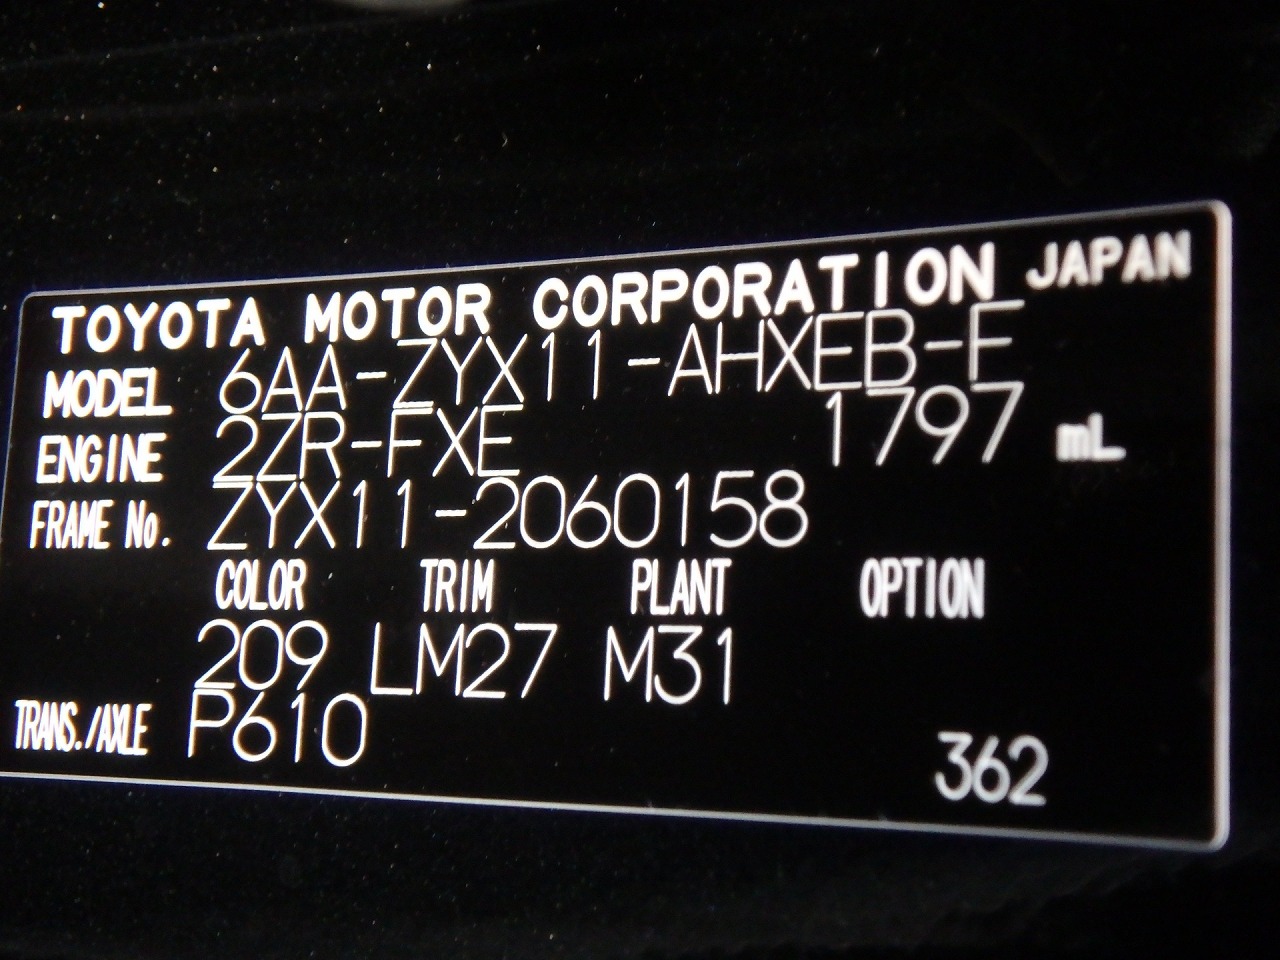 TOYOTA MOTOR CORPORATION JAPAN
MODEL 6AA-ZYX11-AHXEB-F
ENGINE 2ZR-FXE 1797 mL
FRAME No. ZYX11-2060158
COLOR TRIM PLANT OPTION
209 LM27 M31
TRANS./AXLE P610
362